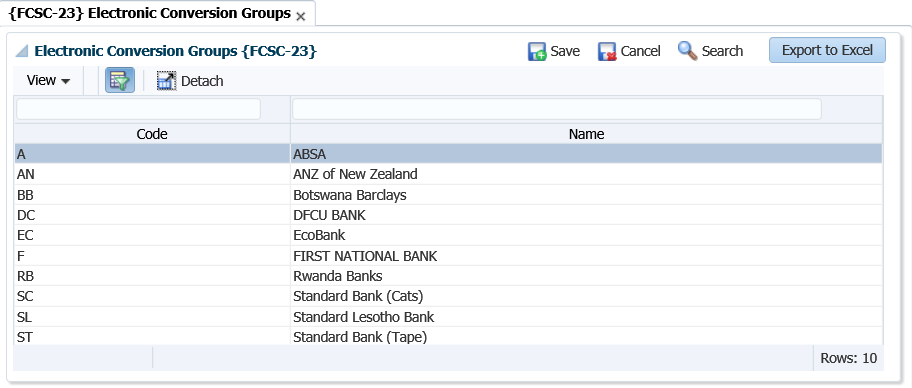 {FCSC-23} Electronic Conversion Groups
Electronic Conversion Groups {FCSC-23} Save Cancel Search Export to Excel
View Detach
Code Name
A ABSA
AN ANZ of New Zealand
BB Botswana Barclays
DC DFCU BANK
EC EcoBank
F FIRST NATIONAL BANK
RB Rwanda Banks
SC Standard Bank (Cats)
SL Standard Lesotho Bank
ST Standard Bank (Tape)
Rows: 10